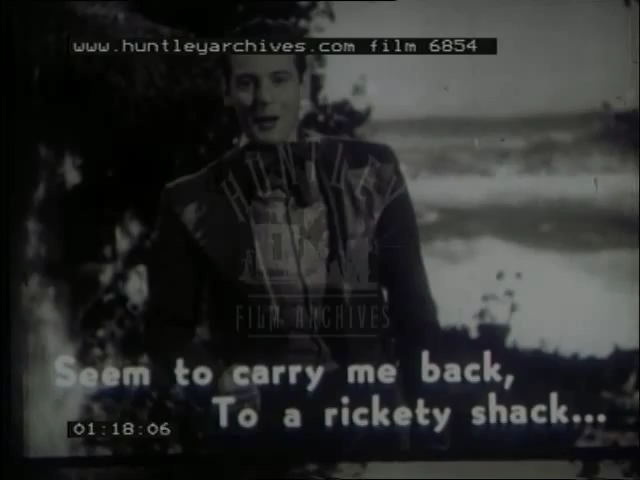 www.huntleyarchives.com film 6854
HUNTLEY
FILM ARCHIVES
Seem to carry me back,
To a rickety shack...
01:18:06